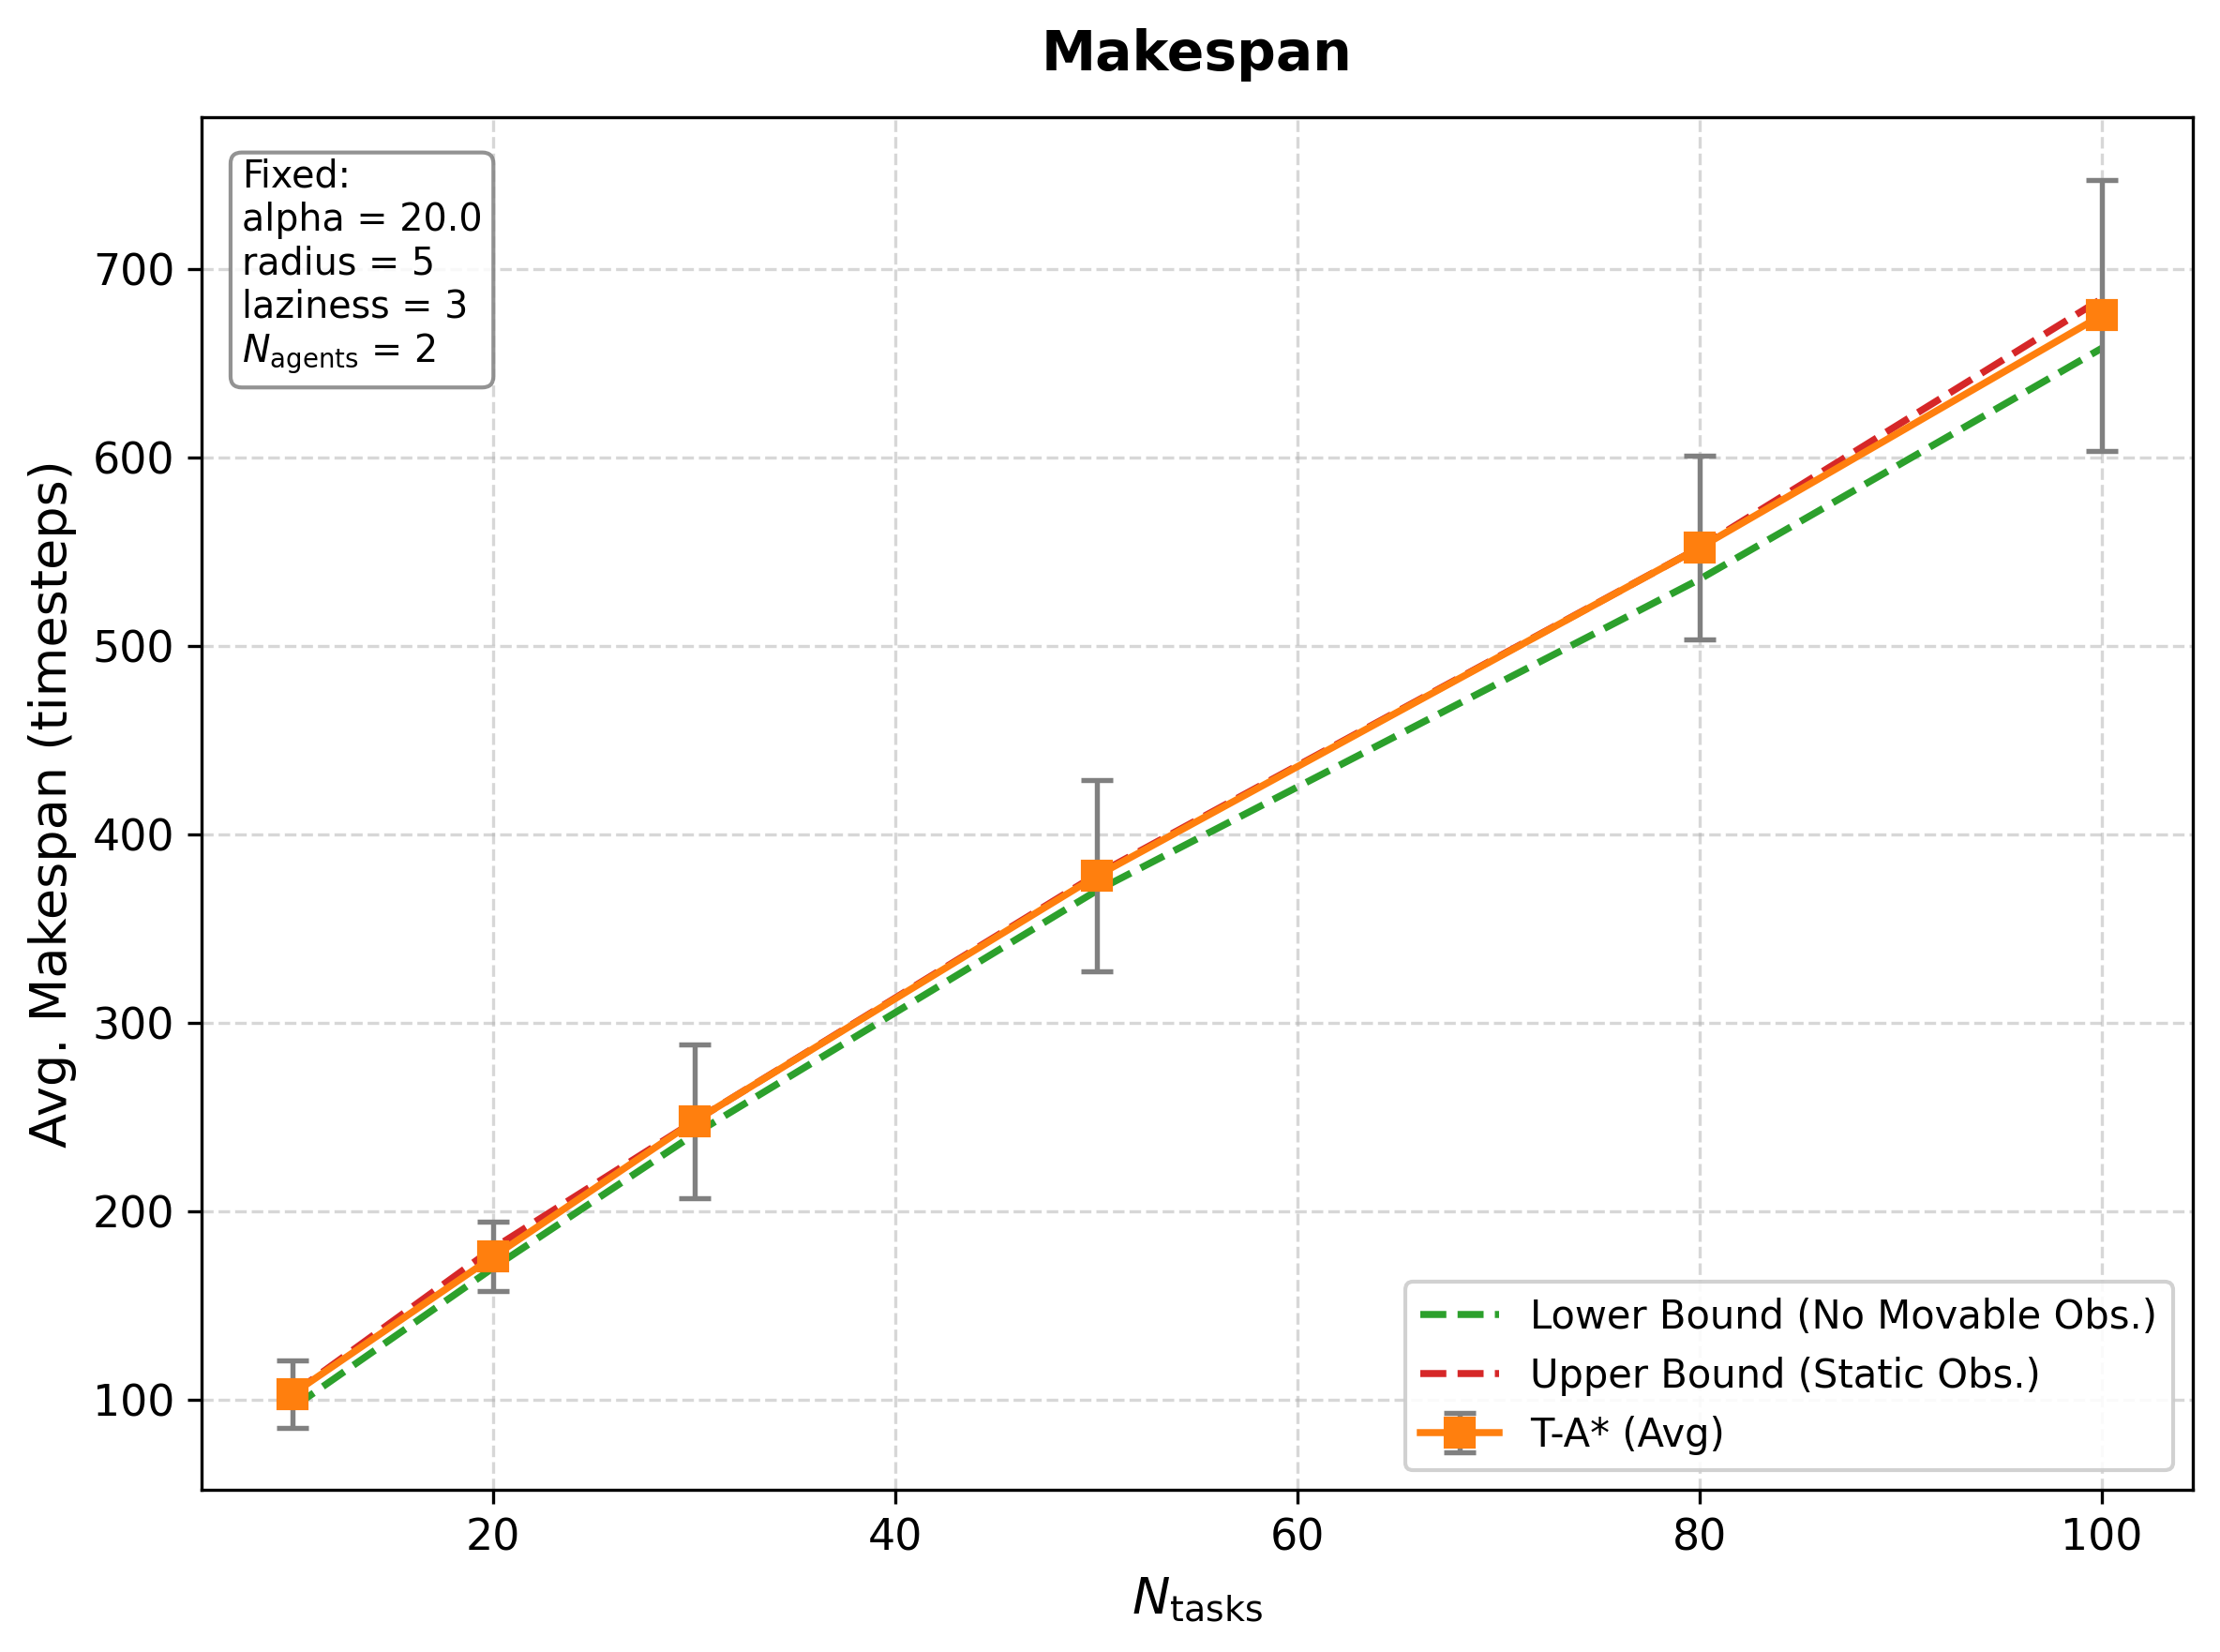 Makespan
Fixed:
alpha = 20.0
radius = 5
laziness = 3
N_agents = 2
Avg. Makespan (timesteps)
700
600
500
400
300
200
100
20 40 60 80 100
N_tasks
Lower Bound (No Movable Obs.)
Upper Bound (Static Obs.)
T-A* (Avg)